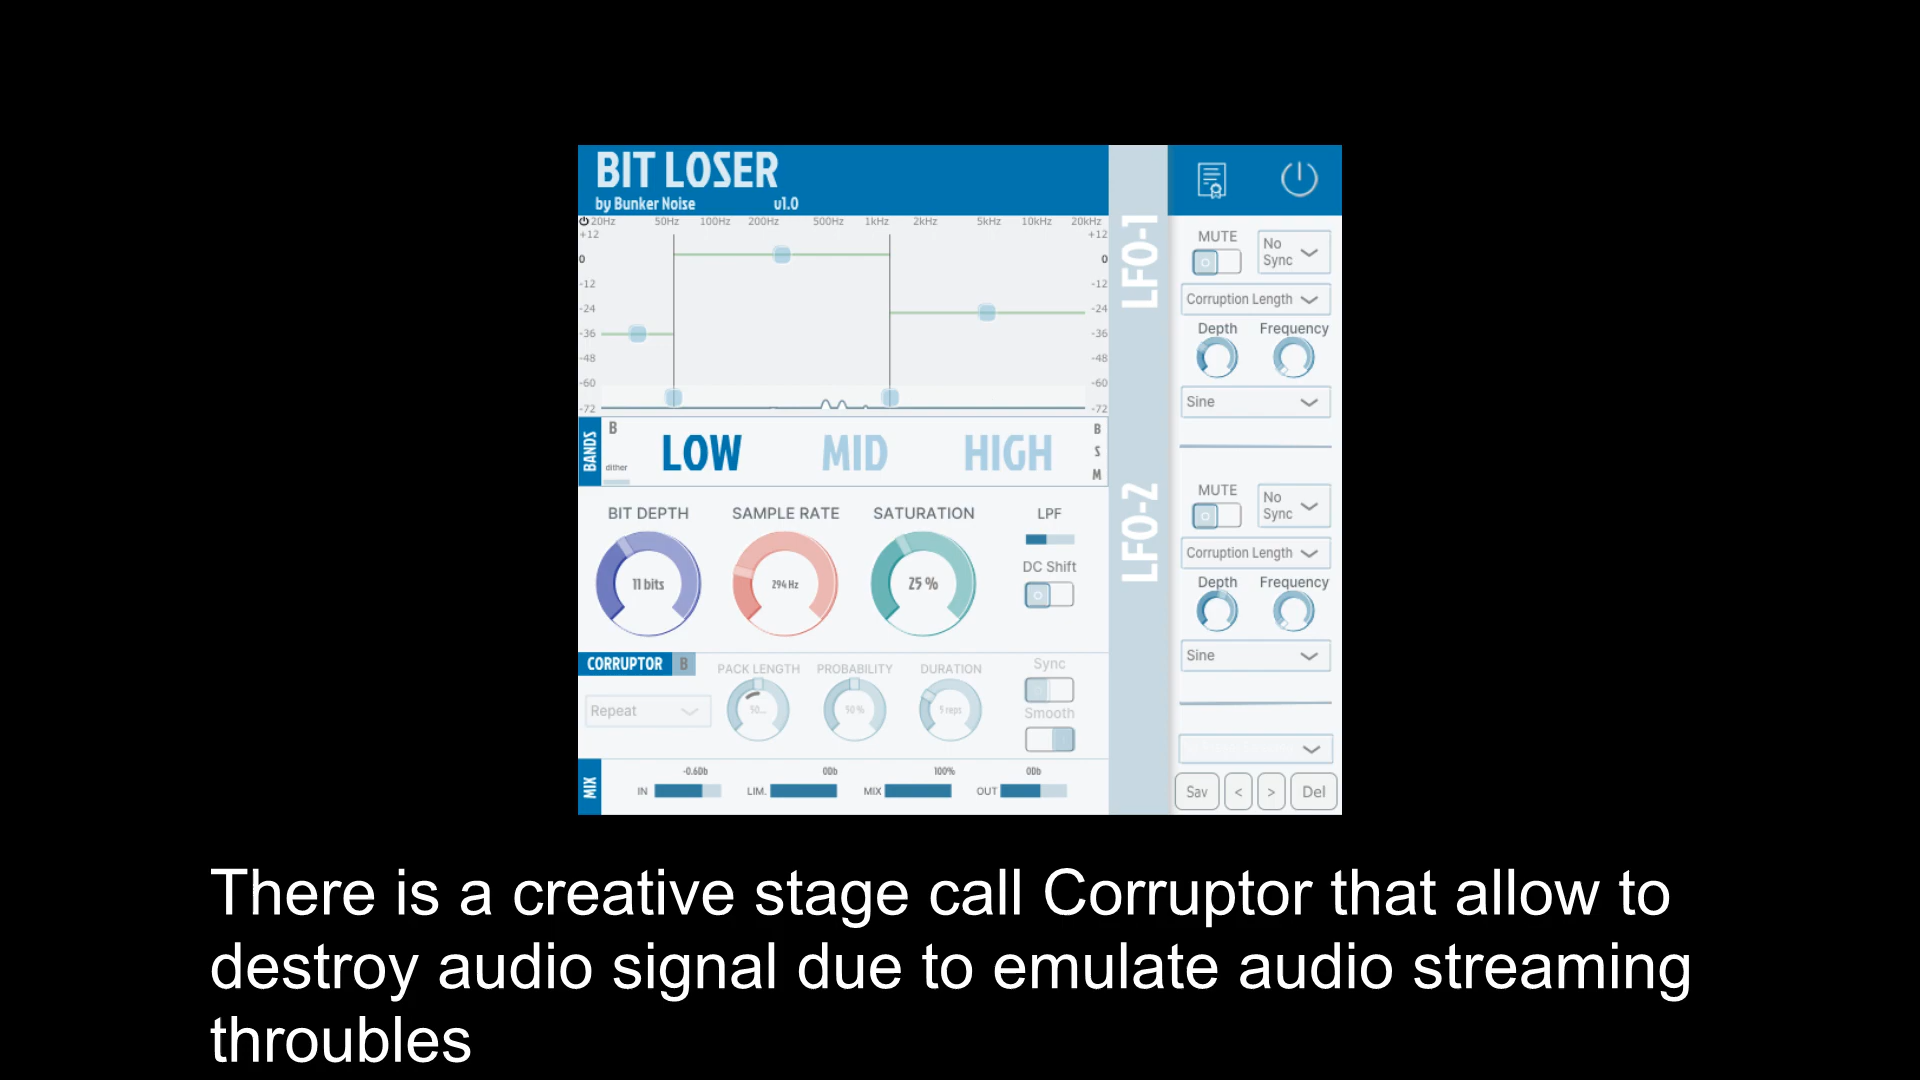 BIT LOSER
by Bunker Noise v1.0
20Hz 50Hz 100Hz 200Hz 500Hz 1kHz 2kHz 5kHz 10kHz 20kHz
+12 +12
0 0
-12 -12
-24 -24
-36 -36
-48 -48
-60 -60
-72 -72
BANDS
B
dither
LOW MID HIGH
B
S
M
BIT DEPTH SAMPLE RATE SATURATION LPF
11 bits 294 Hz 25 %
DC Shift
CORRUPTOR B
PACK LENGTH PROBABILITY DURATION Sync
Repeat 50... 50 % 5 reps
Smooth
MIX
-0.6Db 0Db 100% 0Db
IN LIM. MIX OUT
LFO-1
LFO-2
MUTE No Sync
Corruption Length
Depth Frequency
Sine
MUTE No Sync
Corruption Length
Depth Frequency
Sine
Sav < > Del
There is a creative stage call Corruptor that allow to
destroy audio signal due to emulate audio streaming
throubles